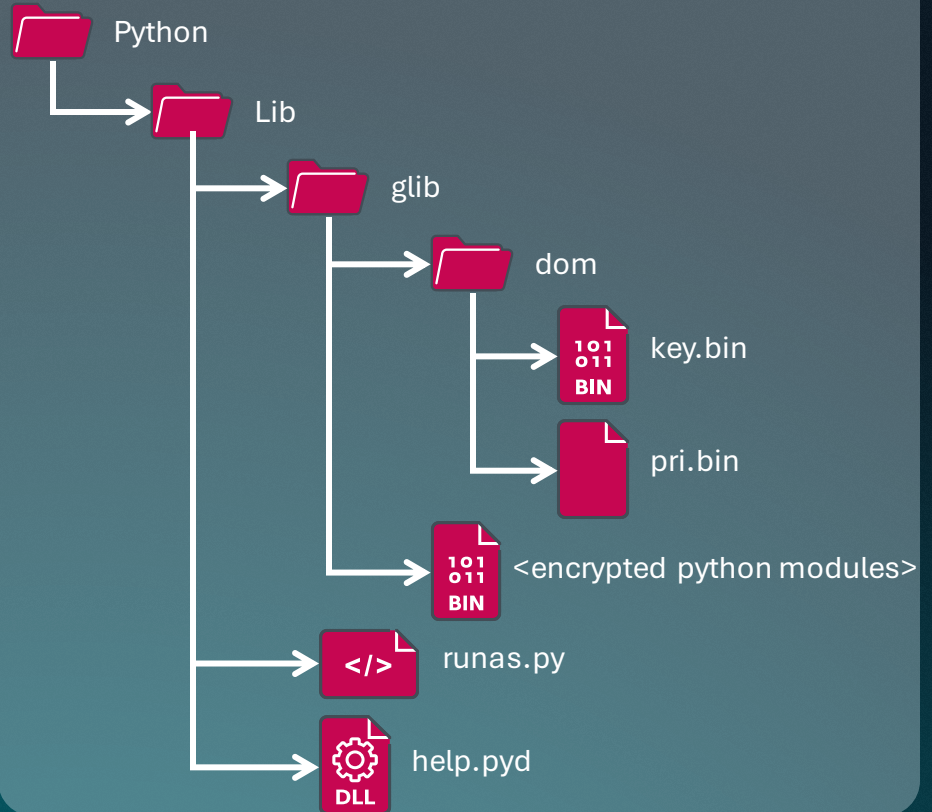 Python
Lib
glib
dom
101
011
BIN
key.bin
pri.bin
101
011
BIN
<encrypted python modules>
</>
runas.py
DLL
help.pyd